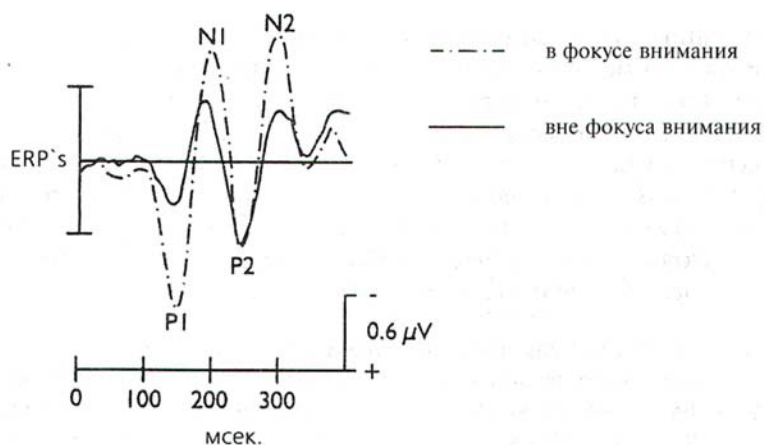 N1 N2
в фокусе внимания
вне фокуса внимания
ERP`s
P2
P1
-
0.6 µV
+
0 100 200 300
мсек.